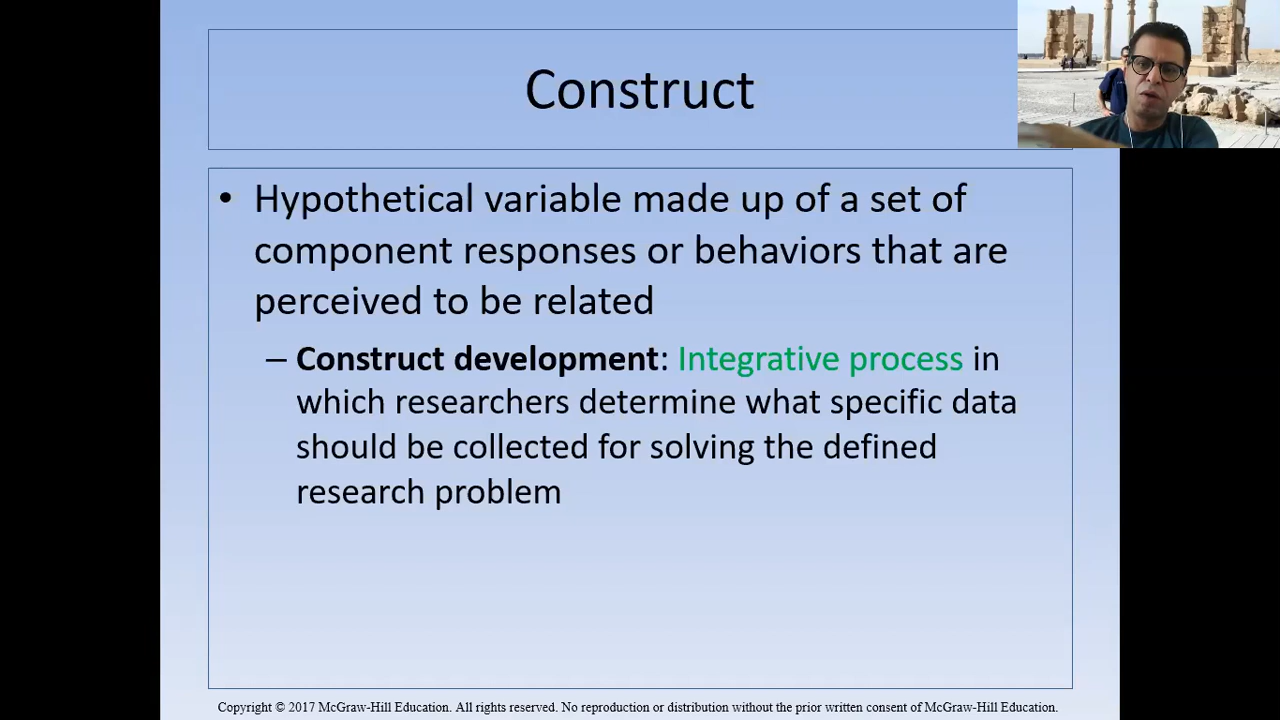 Construct
• Hypothetical variable made up of a set of
component responses or behaviors that are
perceived to be related
– Construct development: Integrative process in
which researchers determine what specific data
should be collected for solving the defined
research problem
Copyright © 2017 McGraw-Hill Education. All rights reserved. No reproduction or distribution without the prior written consent of McGraw-Hill Education.